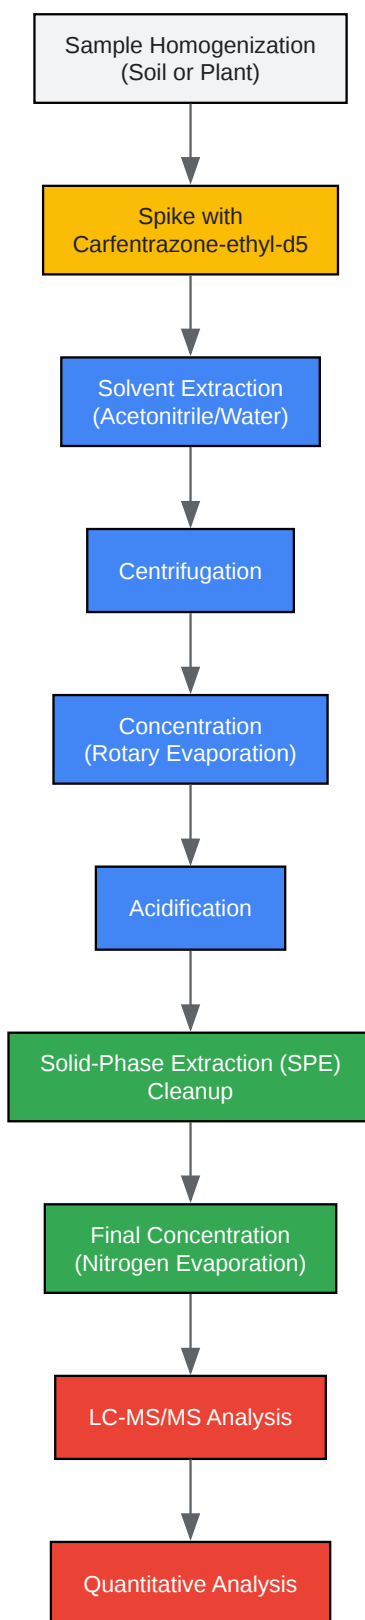 Sample Homogenization
(Soil or Plant)
Spike with
Carfentrazone-ethyl-d5
Solvent Extraction
(Acetonitrile/Water)
Centrifugation
Concentration
(Rotary Evaporation)
Acidification
Solid-Phase Extraction (SPE)
Cleanup
Final Concentration
(Nitrogen Evaporation)
LC-MS/MS Analysis
Quantitative Analysis